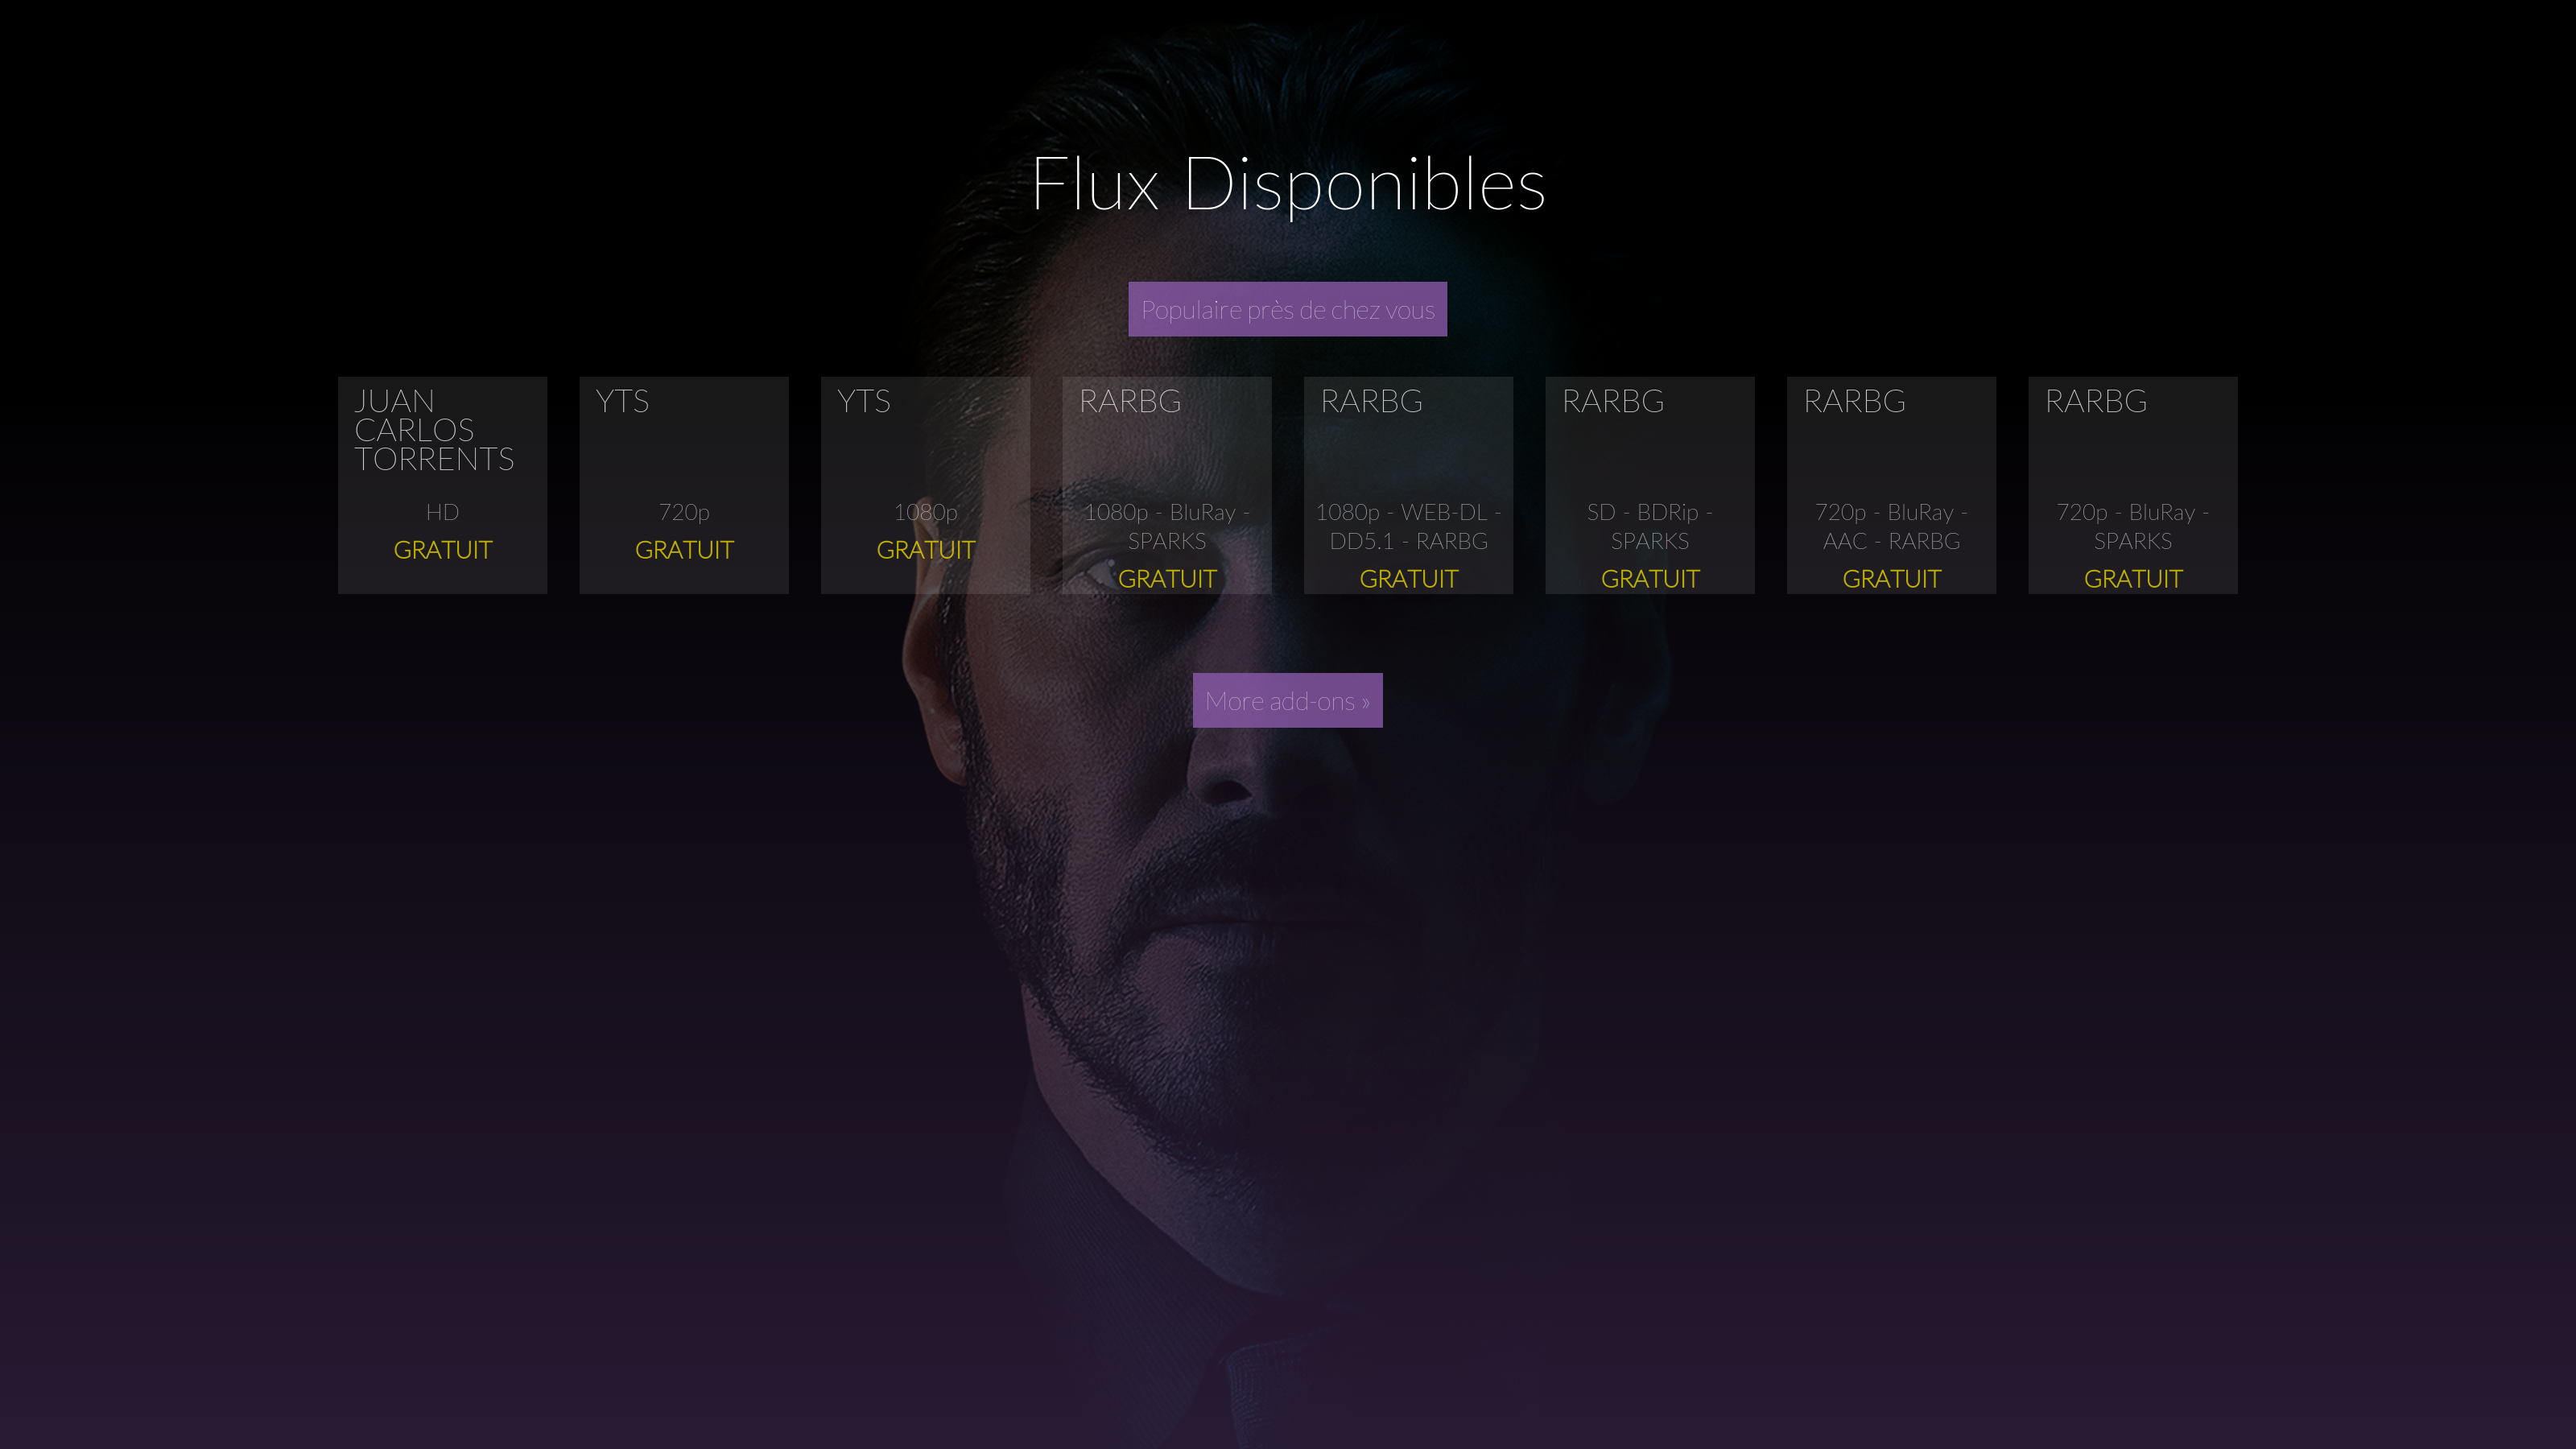 Flux Disponibles
Populaire près de chez vous
JUAN
CARLOS
TORRENTS
HD
GRATUIT
YTS
720p
GRATUIT
YTS
1080p
GRATUIT
RARBG
1080p - BluRay -
SPARKS
GRATUIT
RARBG
1080p - WEB-DL -
DD5.1 - RARBG
GRATUIT
RARBG
SD - BDRip -
SPARKS
GRATUIT
RARBG
720p - BluRay -
AAC - RARBG
GRATUIT
RARBG
720p - BluRay -
SPARKS
GRATUIT
More add-ons »